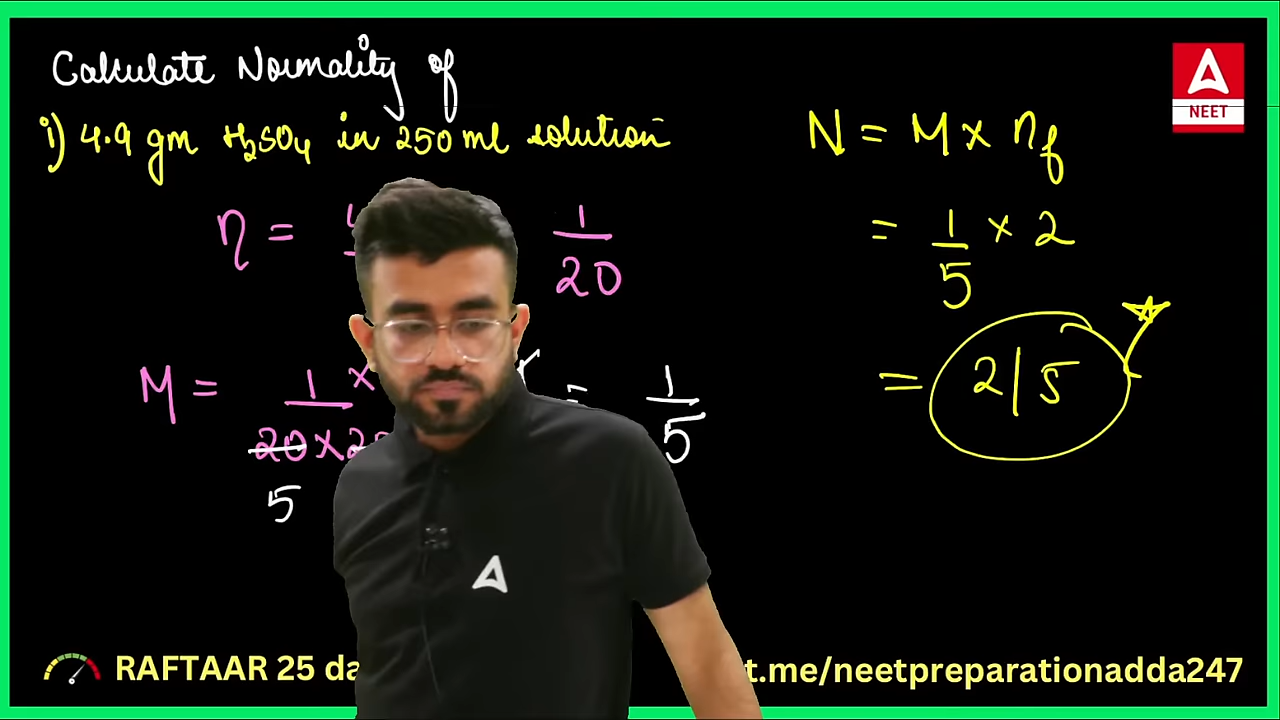 Calculate Normality of
i) 4.9 gm H₂SO₄ in 250 ml solution
η =
1/20
M = 1 ×
20 ×
5
= 1/5
N = M × nf
= 1/5 × 2
= 2/5
NEET
RAFTAAR 25
t.me/neetpreparationadda247